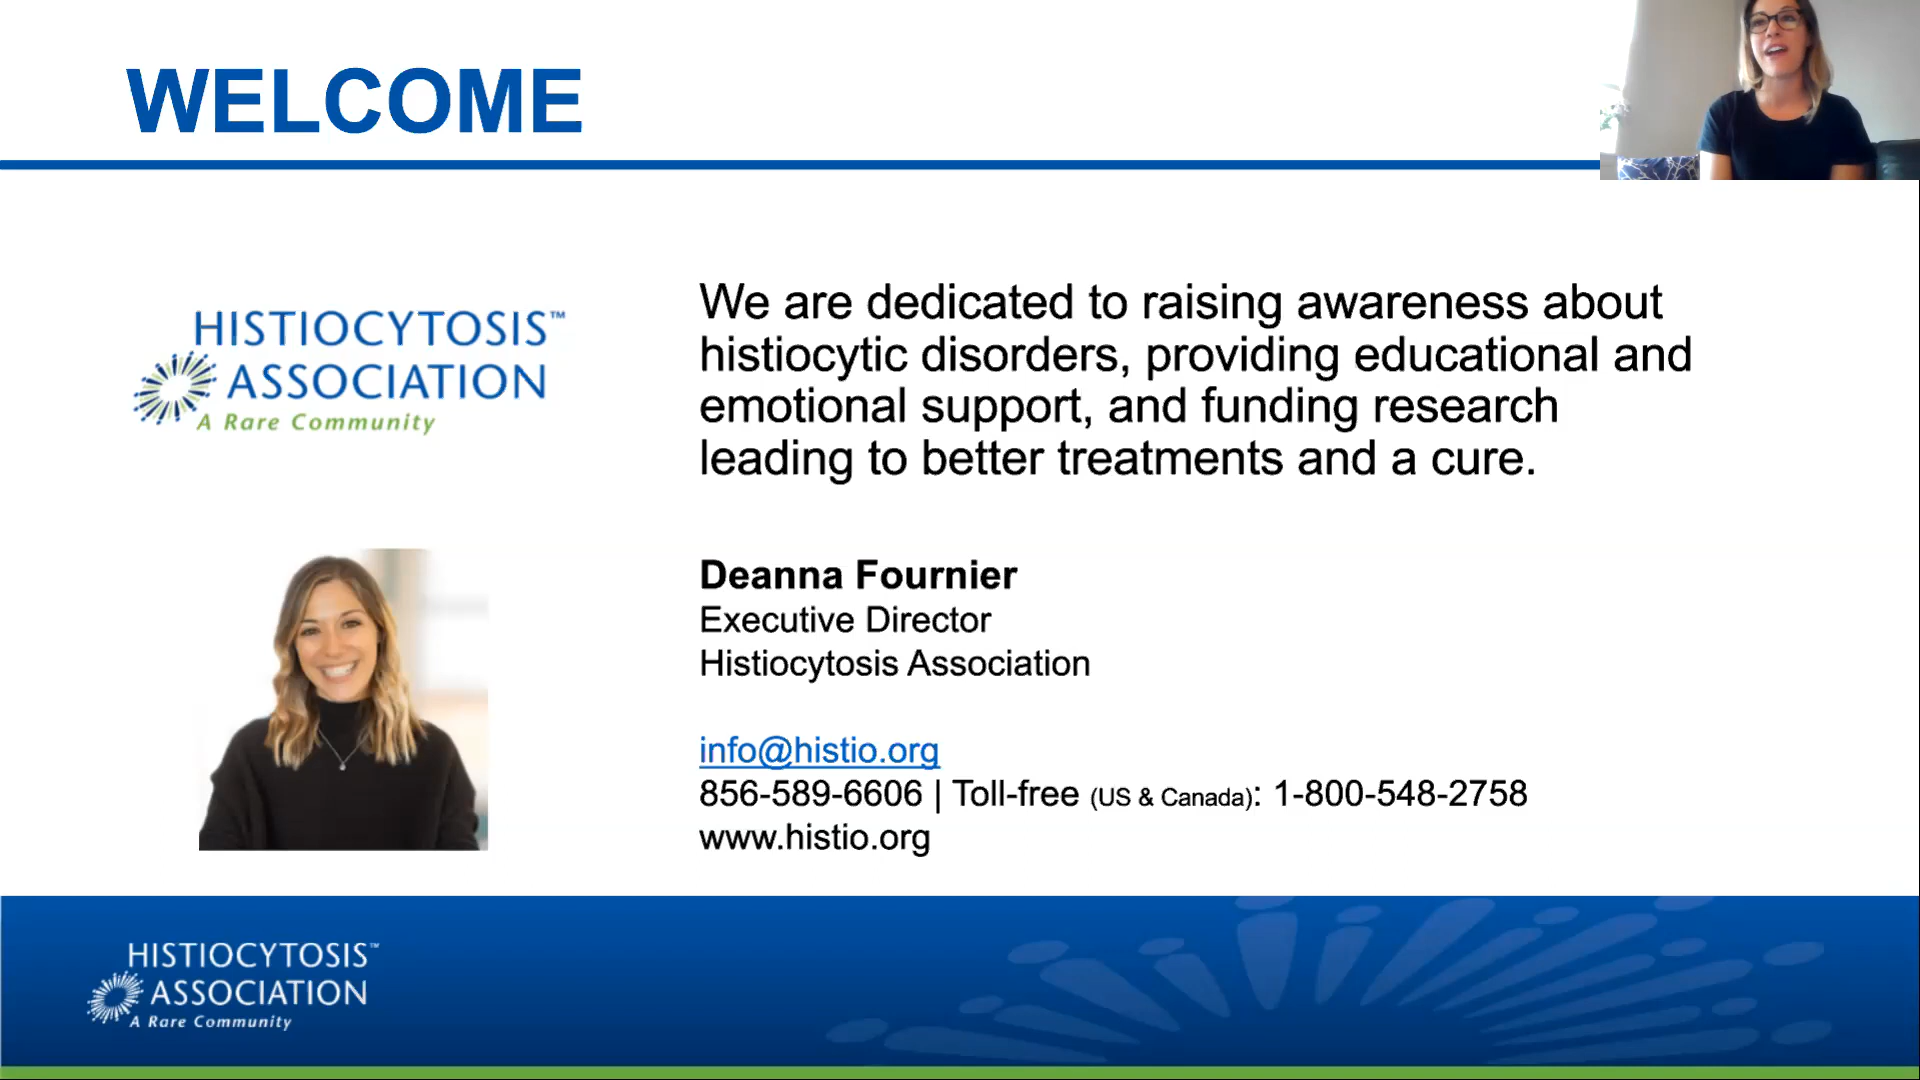 WELCOME
HISTIOCYTOSIS™
ASSOCIATION
A Rare Community
We are dedicated to raising awareness about
histiocytic disorders, providing educational and
emotional support, and funding research
leading to better treatments and a cure.
Deanna Fournier
Executive Director
Histiocytosis Association
info@histio.org
856-589-6606 | Toll-free (US & Canada): 1-800-548-2758
www.histio.org
HISTIOCYTOSIS™
ASSOCIATION
A Rare Community